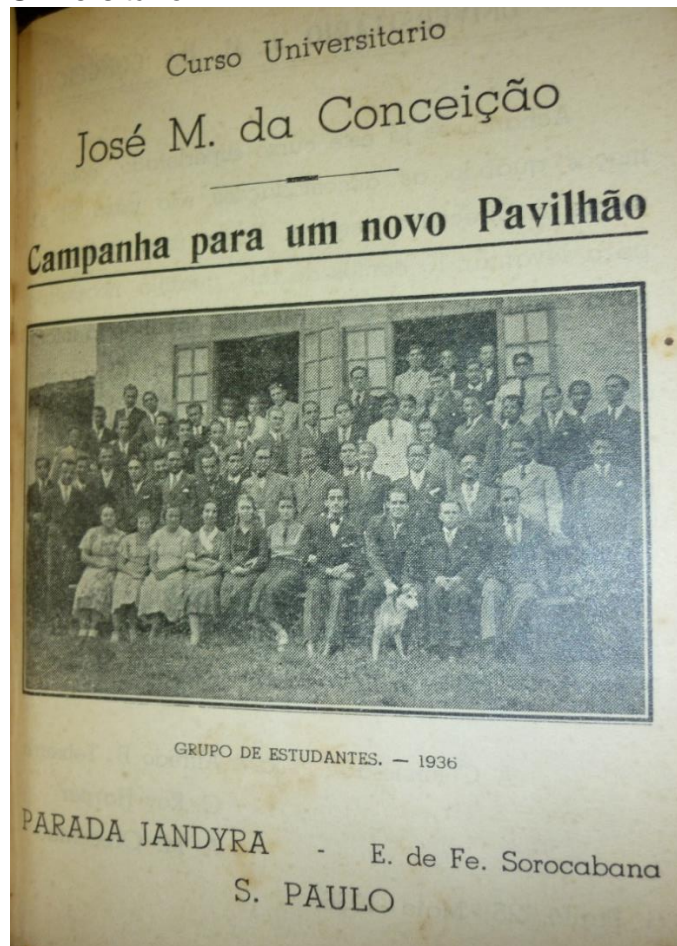 Curso Universitario
José M. da Conceição
Campanha para um novo Pavilhão
GRUPO DE ESTUDANTES. — 1936
PARADA JANDYRA - E. de Fe. Sorocabana
S. PAULO